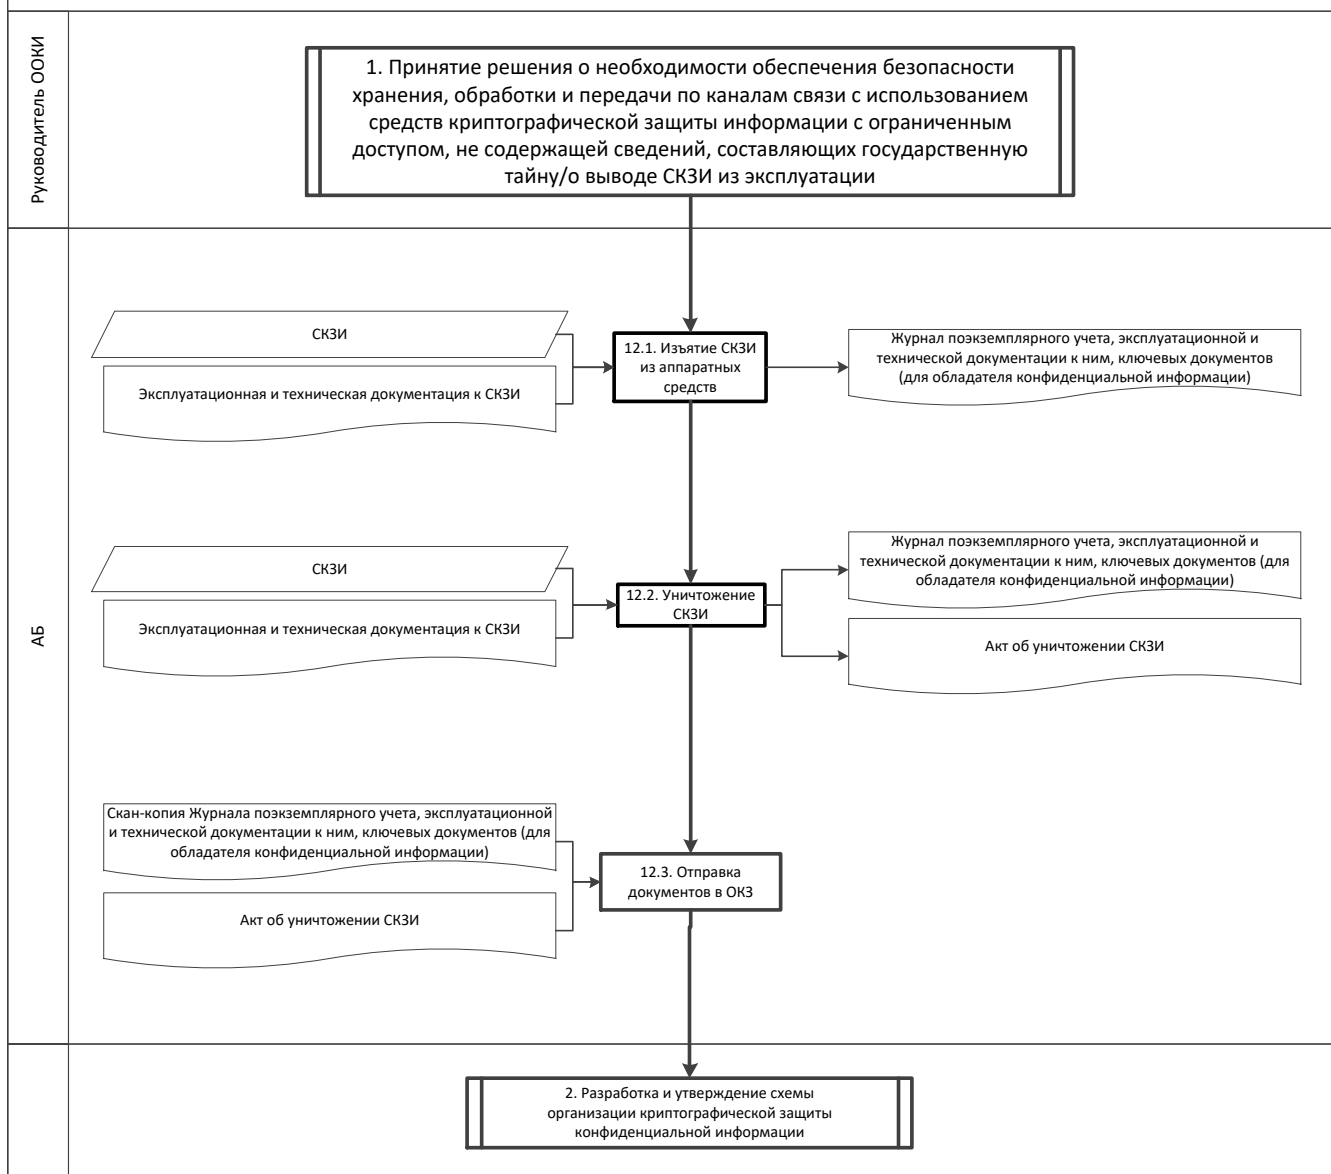 Руководитель ООКИ
1. Принятие решения о необходимости обеспечения безопасности
хранения, обработки и передачи по каналам связи с использованием
средств криптографической защиты информации с ограниченным
доступом, не содержащей сведений, составляющих государственную
тайну/о выводе СКЗИ из эксплуатации
АБ
СКЗИ
Эксплуатационная и техническая документация к СКЗИ
12.1. Изъятие СКЗИ
из аппаратных
средств
Журнал поэкземплярного учета, эксплуатационной и
технической документации к ним, ключевых документов
(для обладателя конфиденциальной информации)
СКЗИ
Эксплуатационная и техническая документация к СКЗИ
12.2. Уничтожение
СКЗИ
Журнал поэкземплярного учета, эксплуатационной и
технической документации к ним, ключевых документов (для
обладателя конфиденциальной информации)
Акт об уничтожении СКЗИ
Скан-копия Журнала поэкземплярного учета, эксплуатационной
и технической документации к ним, ключевых документов (для
обладателя конфиденциальной информации)
Акт об уничтожении СКЗИ
12.3. Отправка
документов в ОКЗ
2. Разработка и утверждение схемы
организации криптографической защиты
конфиденциальной информации